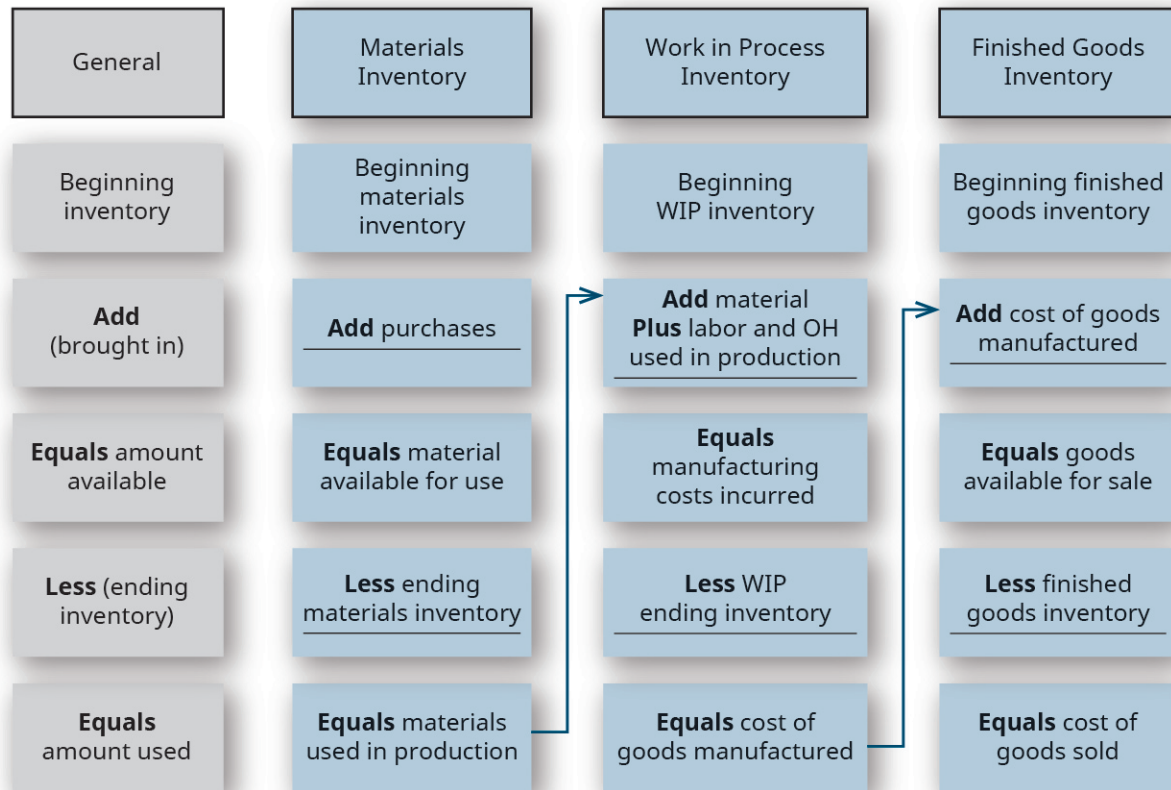 General
Materials
Inventory
Work in Process
Inventory
Finished Goods
Inventory
Beginning
inventory
Beginning
materials
inventory
Beginning
WIP inventory
Beginning finished
goods inventory
Add
(brought in)
Add purchases
Add material
Plus labor and OH
used in production
Add cost of goods
manufactured
Equals amount
available
Equals material
available for use
Equals
manufacturing
costs incurred
Equals goods
available for sale
Less (ending
inventory)
Less ending
materials inventory
Less WIP
ending inventory
Less finished
goods inventory
Equals
amount used
Equals materials
used in production
Equals cost of
goods manufactured
Equals cost of
goods sold